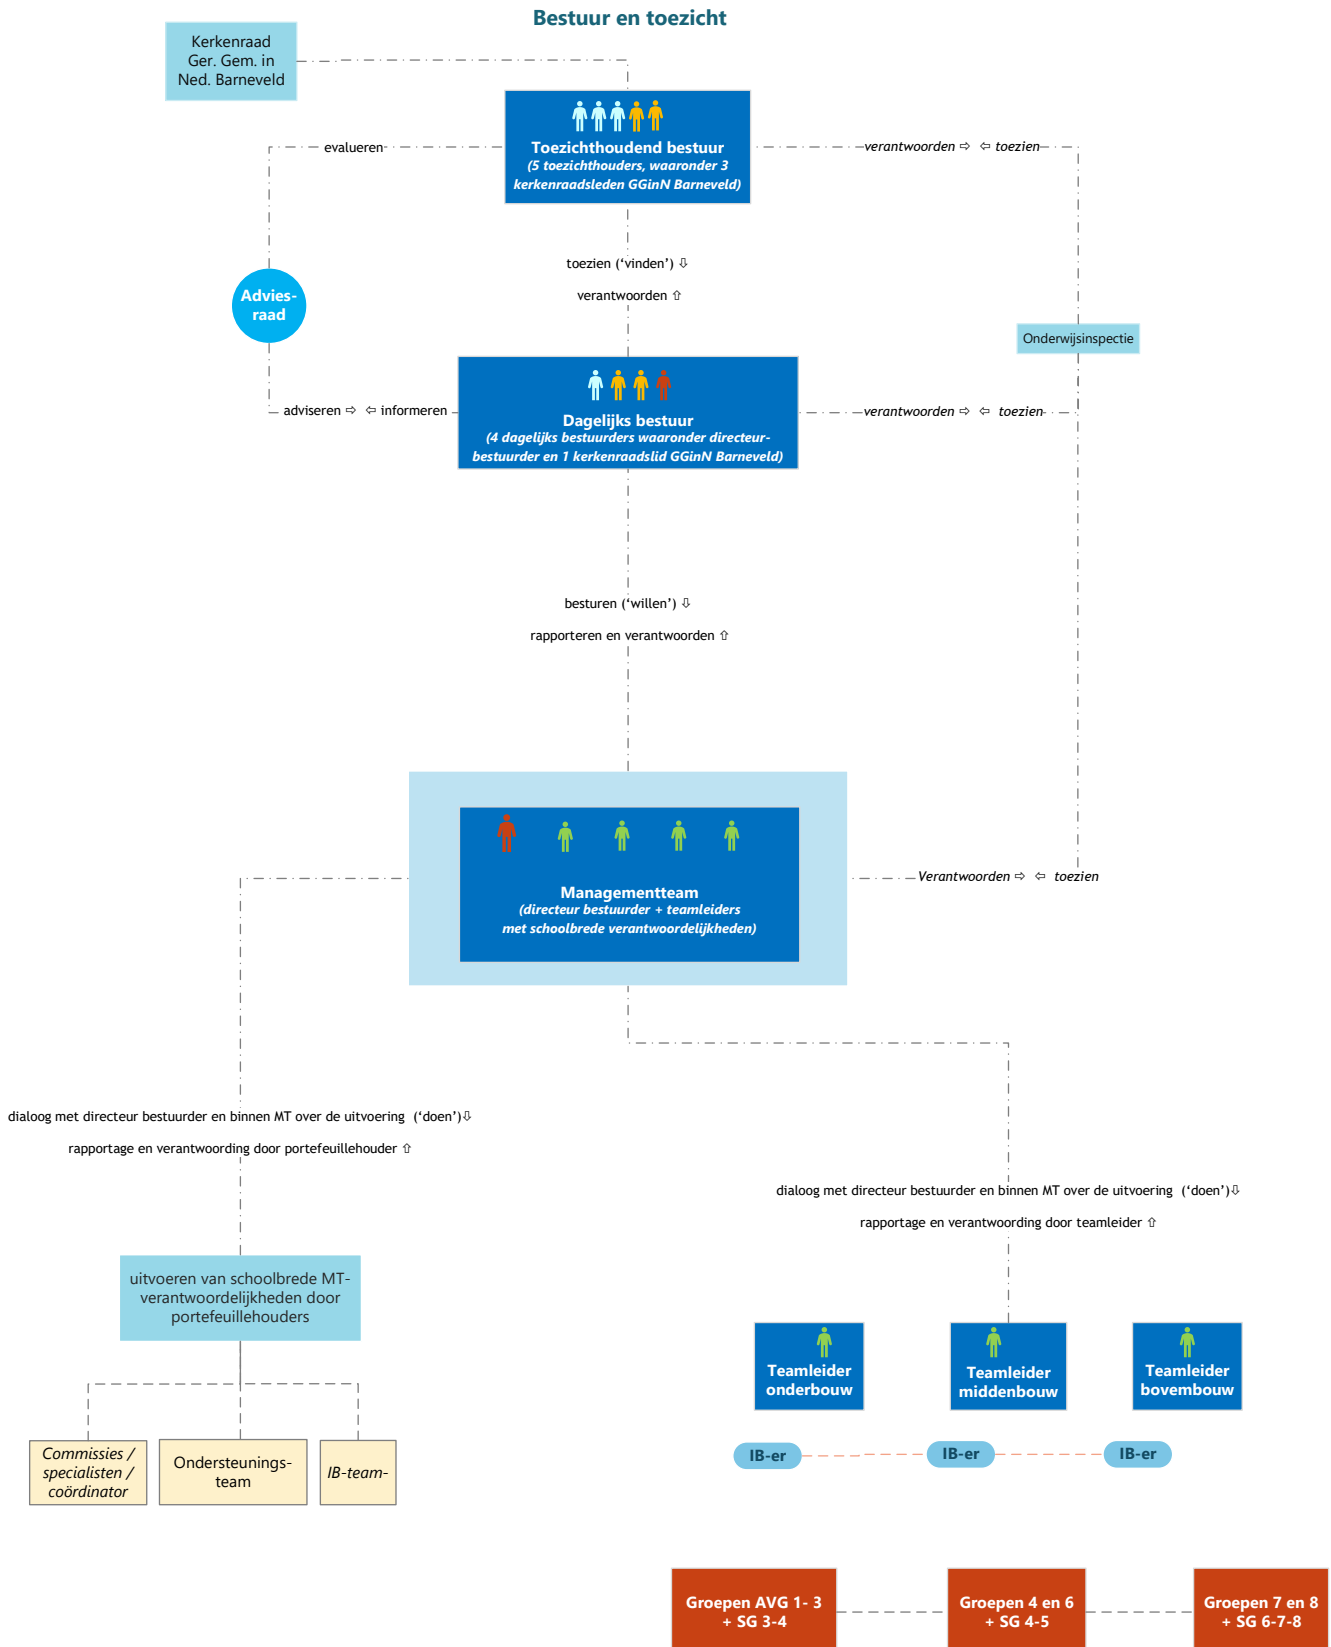 Bestuur en toezicht
Kerkenraad
Ger. Gem. in
Ned. Barneveld
Toezichthoudend bestuur
(5 toezichthouders, waaronder 3
kerkenraadsleden GGinN Barneveld)
evalueren
verantwoorden ⇨ ⇦ toezien
toezien (‘vinden’) ⇩
verantwoorden ⇧
Advies-
raad
Onderwijsinspectie
Dagelijks bestuur
(4 dagelijks bestuurders waaronder directeur-
bestuurder en 1 kerkenraadslid GGinN Barneveld)
adviseren ⇨ ⇦ informeren
verantwoorden ⇨ ⇦ toezien
besturen (‘willen’) ⇩
rapporteren en verantwoorden ⇧
Managementteam
(directeur bestuurder + teamleiders
met schoolbrede verantwoordelijkheden)
Verantwoorden ⇨ ⇦ toezien
dialoog met directeur bestuurder en binnen MT over de uitvoering (‘doen’)⇩
rapportage en verantwoording door portefeuillehouder ⇧
dialoog met directeur bestuurder en binnen MT over de uitvoering (‘doen’)⇩
rapportage en verantwoording door teamleider ⇧
uitvoeren van schoolbrede MT-
verantwoordelijkheden door
portefeuillehouders
Commissies /
specialisten /
coördinator
Ondersteunings-
team
IB-team-
Teamleider
onderbouw
Teamleider
middenbouw
Teamleider
bovembouw
IB-er
IB-er
IB-er
Groepen AVG 1- 3
+ SG 3-4
Groepen 4 en 6
+ SG 4-5
Groepen 7 en 8
+ SG 6-7-8